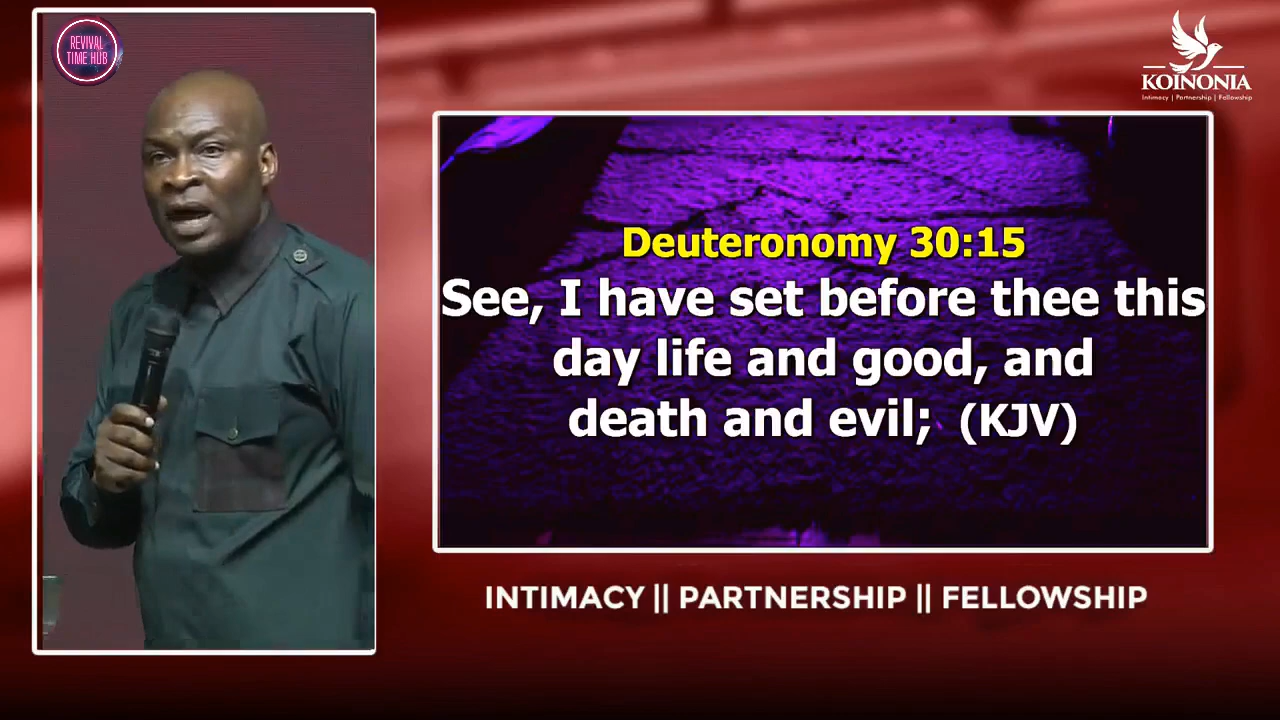 REVIVAL
TIME HUB
KOINONIA
Intimacy | Partnership | Fellowship
Deuteronomy 30:15
See, I have set before thee this
day life and good, and
death and evil; (KJV)
INTIMACY || PARTNERSHIP || FELLOWSHIP